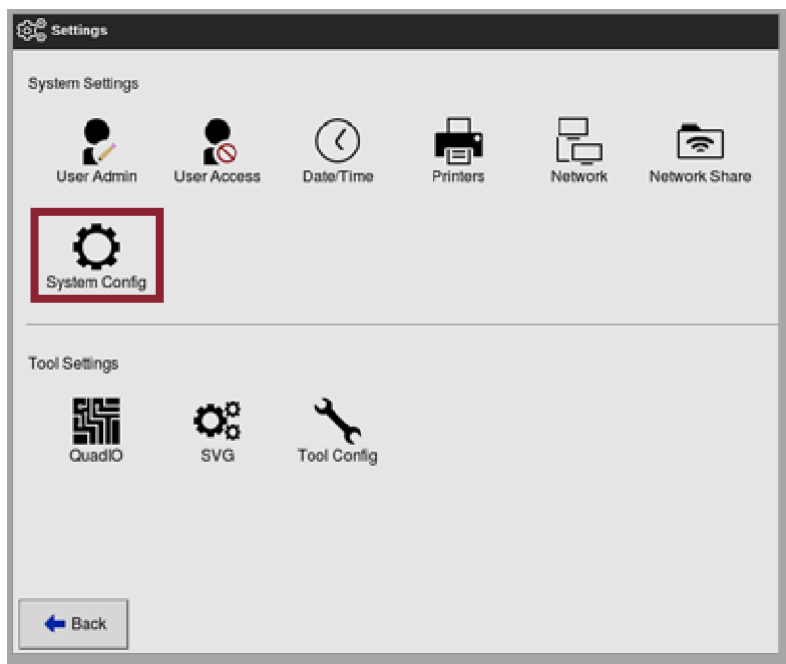 Settings
System Settings
User Admin User Access Date/Time Printers Network Network Share
System Config
Tool Settings
QuadIO SVG Tool Config
Back